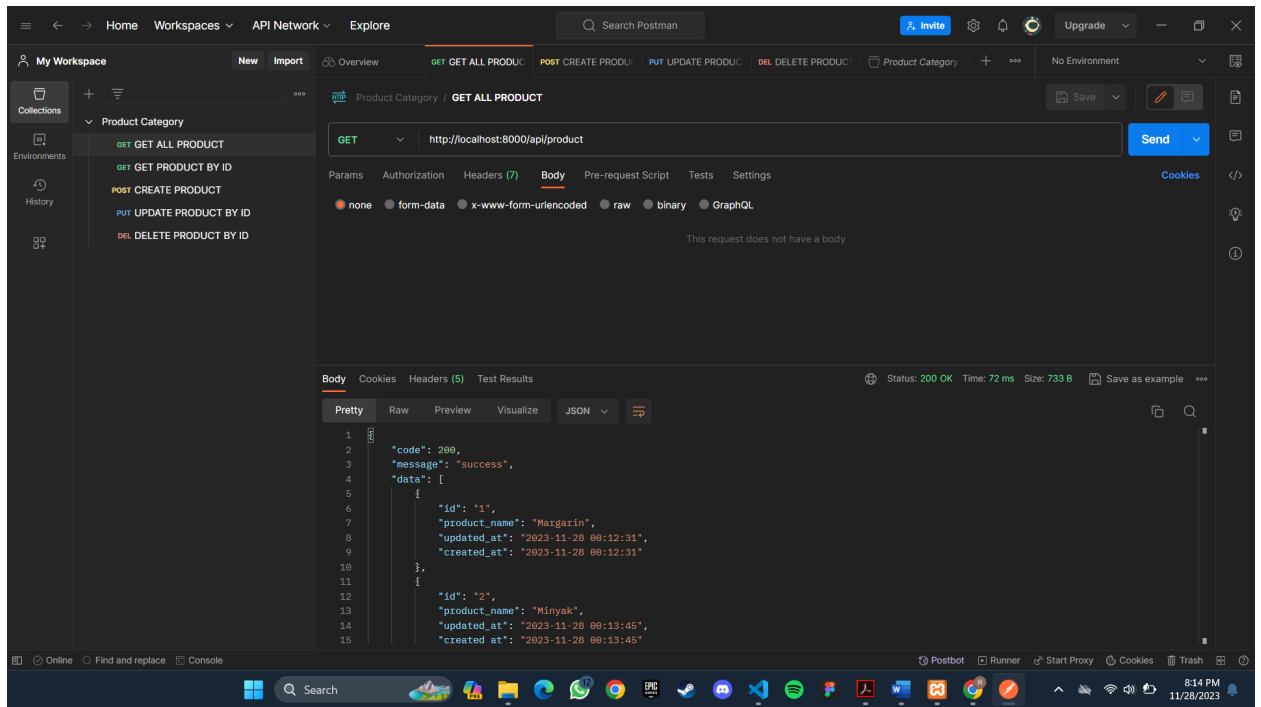 Home Workspaces API Network Explore Search Postman Invite Upgrade
My Workspace New Import Overview GET GET ALL PRODUC POST CREATE PRODU PUT UPDATE PRODUC DEL DELETE PRODUC Product Category No Environment
Collections
Environments
History
Product Category
GET GET ALL PRODUCT
GET GET PRODUCT BY ID
POST CREATE PRODUCT
PUT UPDATE PRODUCT BY ID
DEL DELETE PRODUCT BY ID
HTTP Product Category / GET ALL PRODUCT Save
GET http://localhost:8000/api/product Send
Params Authorization Headers (7) Body Pre-request Script Tests Settings Cookies
none form-data x-www-form-urlencoded raw binary GraphQL
This request does not have a body
Body Cookies Headers (5) Test Results Status: 200 OK Time: 72 ms Size: 733 B Save as example
Pretty Raw Preview Visualize JSON
1 {
2 "code": 200,
3 "message": "success",
4 "data": [
5 {
6 "id": "1",
7 "product_name": "Margarin",
8 "updated_at": "2023-11-28 00:12:31",
9 "created_at": "2023-11-28 00:12:31"
10 },
11 {
12 "id": "2",
13 "product_name": "Minyak",
14 "updated_at": "2023-11-28 00:13:45",
15 "created_at": "2023-11-28 00:13:45"
Online Find and replace Console Postbot Runner Start Proxy Cookies Trash
Search 8:14 PM
11/28/2023